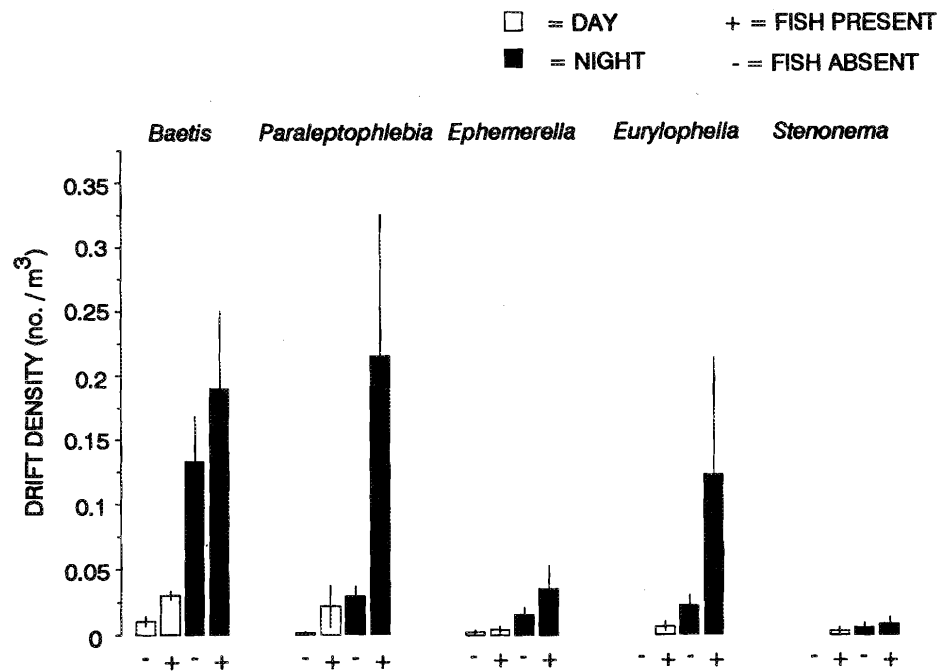 = DAY + = FISH PRESENT
= NIGHT - = FISH ABSENT
Baetis Paraleptophlebia Ephemerella Eurylophella Stenonema
DRIFT DENSITY (no. / m³)
0.35
0.3
0.25
0.2
0.15
0.1
0.05
0
- + - + - + - + - + - + - + - + - + - +